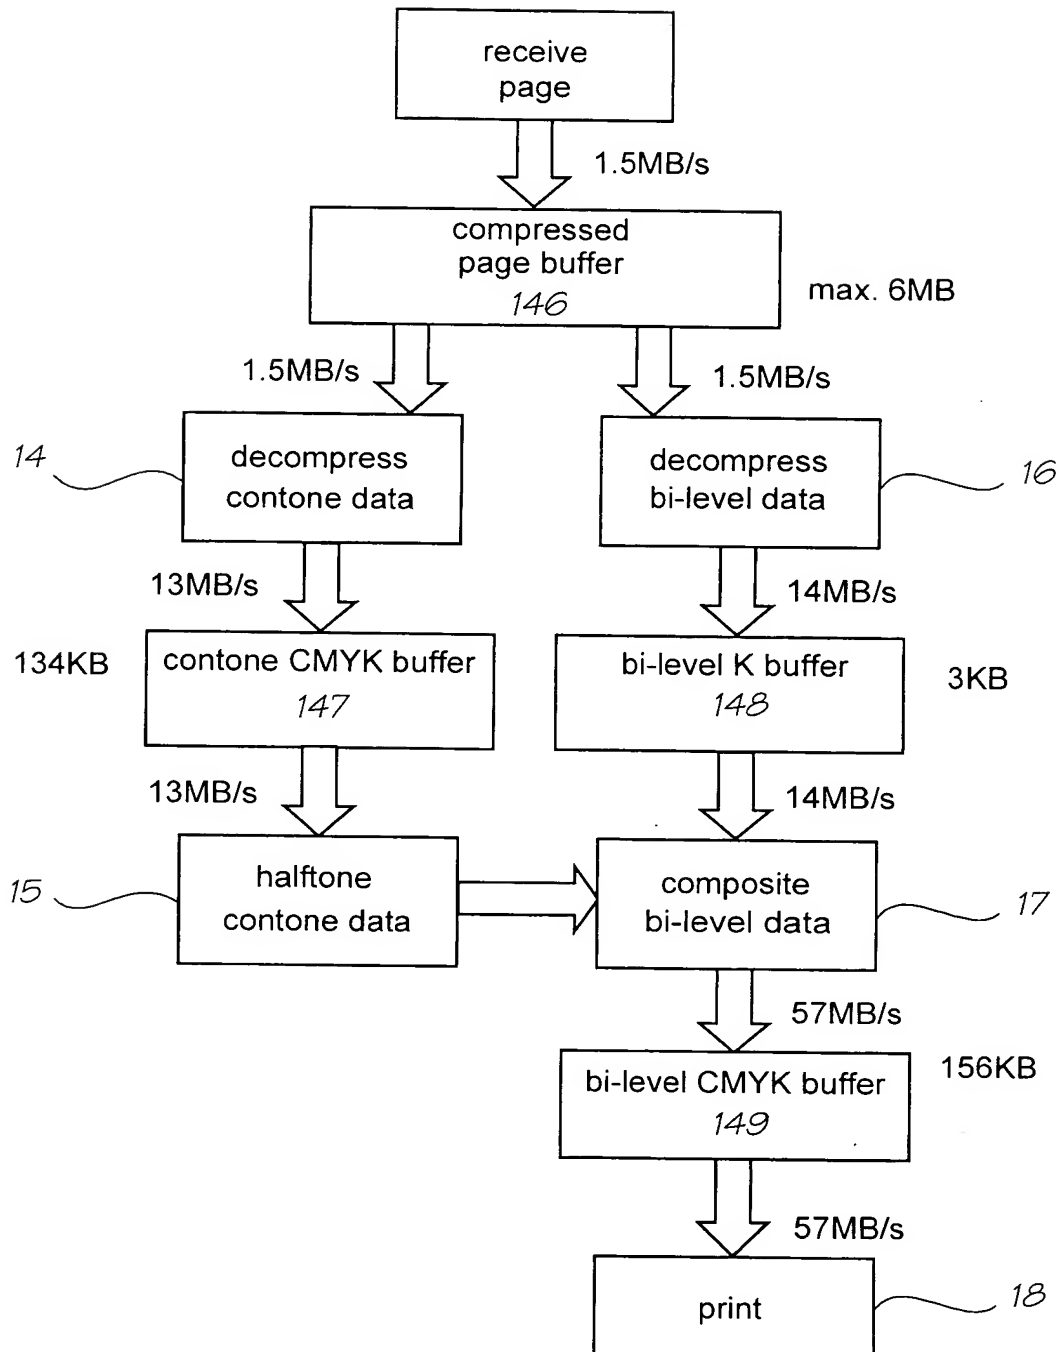 receive
page
1.5MB/s
compressed
page buffer
146
max. 6MB
1.5MB/s
1.5MB/s
14
decompress
contone data
decompress
bi-level data
16
13MB/s
14MB/s
134KB
contone CMYK buffer
147
bi-level K buffer
148
3KB
13MB/s
14MB/s
15
halftone
contone data
composite
bi-level data
17
57MB/s
bi-level CMYK buffer
149
156KB
57MB/s
print
18